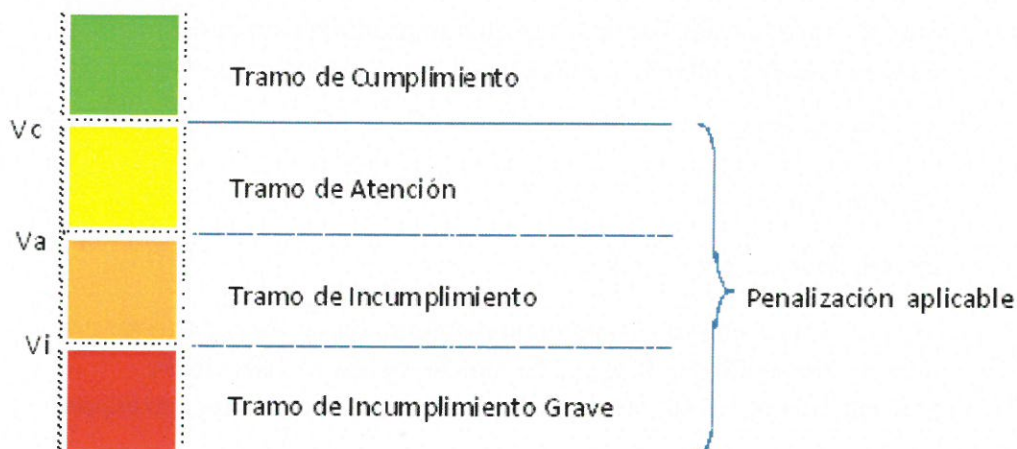 Tramo de Cumplimiento
Vc
Tramo de Atención
Va
Tramo de Incumplimiento
Penalización aplicable
Vi
Tramo de Incumplimiento Grave